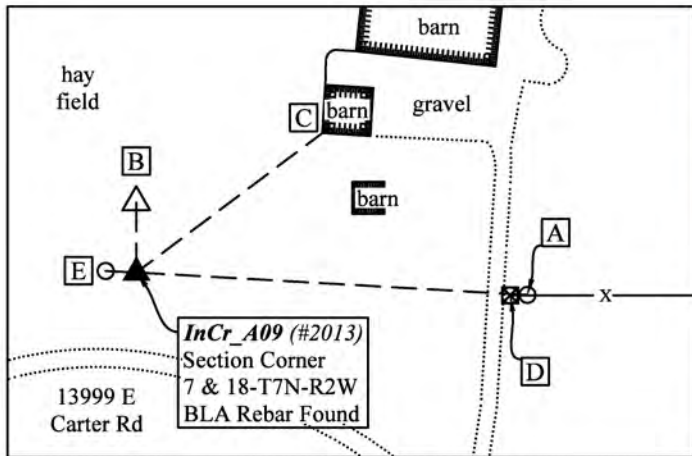 barn
hay
field
barn
gravel
C
B
barn
E
A
x
D
InCr_A09 (#2013)
Section Corner
7 & 18-T7N-R2W
BLA Rebar Found
13999 E
Carter Rd